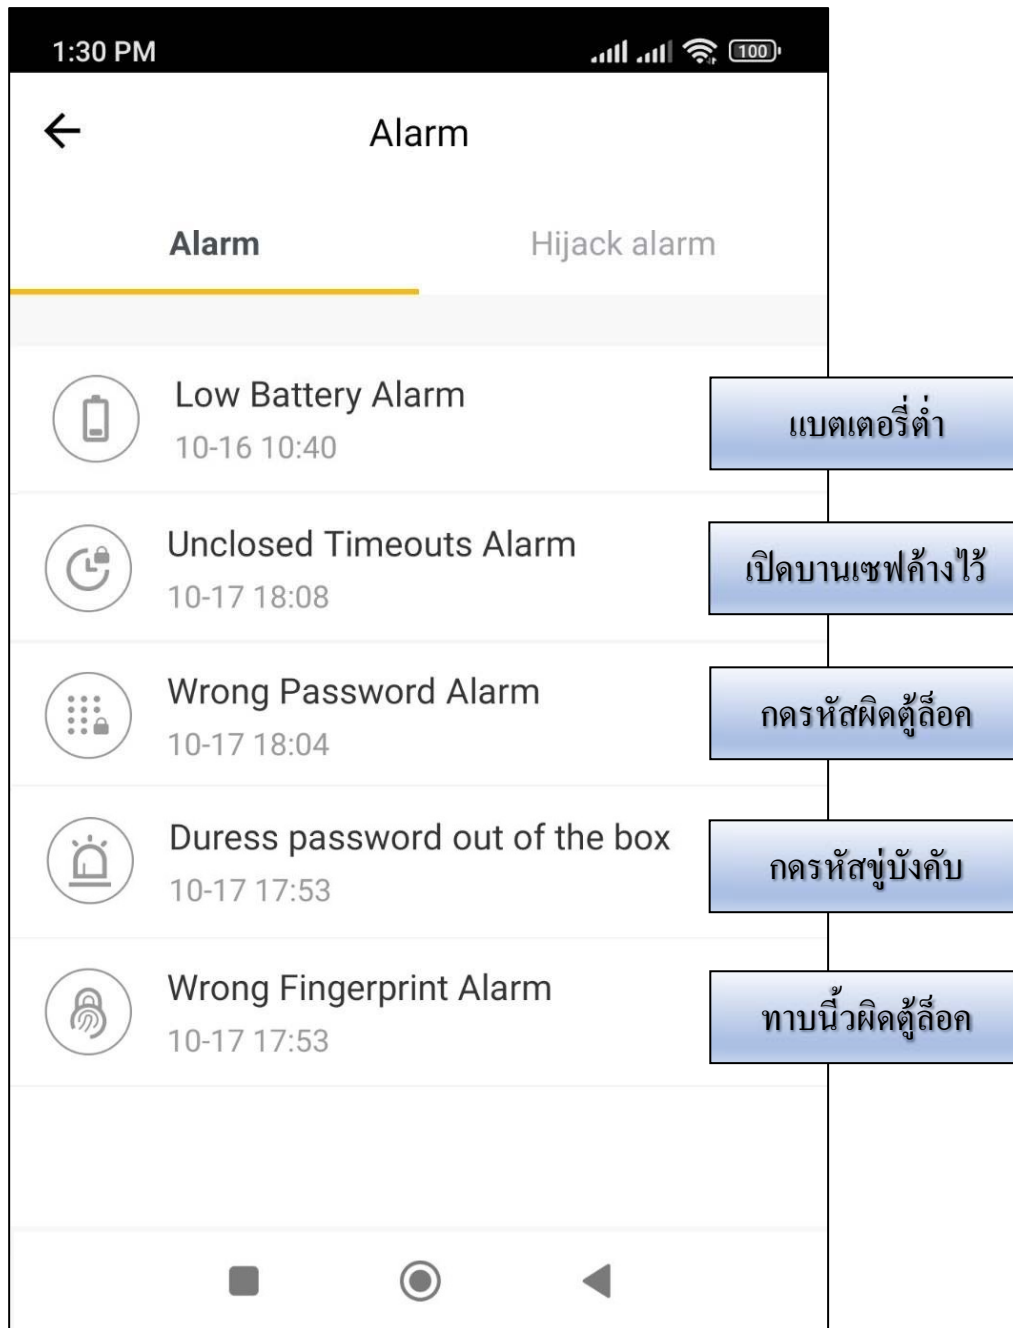 1:30 PM
100
Alarm
Alarm
Hijack alarm
Low Battery Alarm
10-16 10:40
แบตเตอรี่ต่ำ
Unclosed Timeouts Alarm
10-17 18:08
เปิดบานเซฟค้างไว้
Wrong Password Alarm
10-17 18:04
กดรหัสผิดตู้ล็อค
Duress password out of the box
10-17 17:53
กดรหัสขู่บังคับ
Wrong Fingerprint Alarm
10-17 17:53
ทาบนิ้วผิดตู้ล็อค